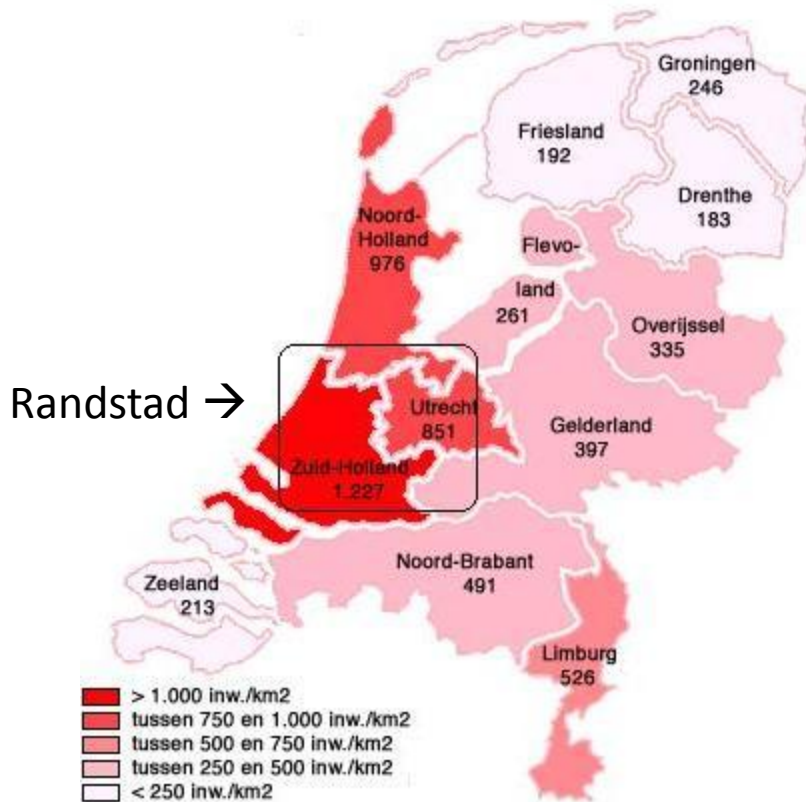 Groningen
246
Friesland
192
Drenthe
183
Noord-
Holland
976
Flevo-
land
261
Overijssel
335
Randstad →
Utrecht
851
Gelderland
397
Zuid-Holland
1.227
Noord-Brabant
491
Zeeland
213
Limburg
526
> 1.000 inw./km2
tussen 750 en 1.000 inw./km2
tussen 500 en 750 inw./km2
tussen 250 en 500 inw./km2
< 250 inw./km2